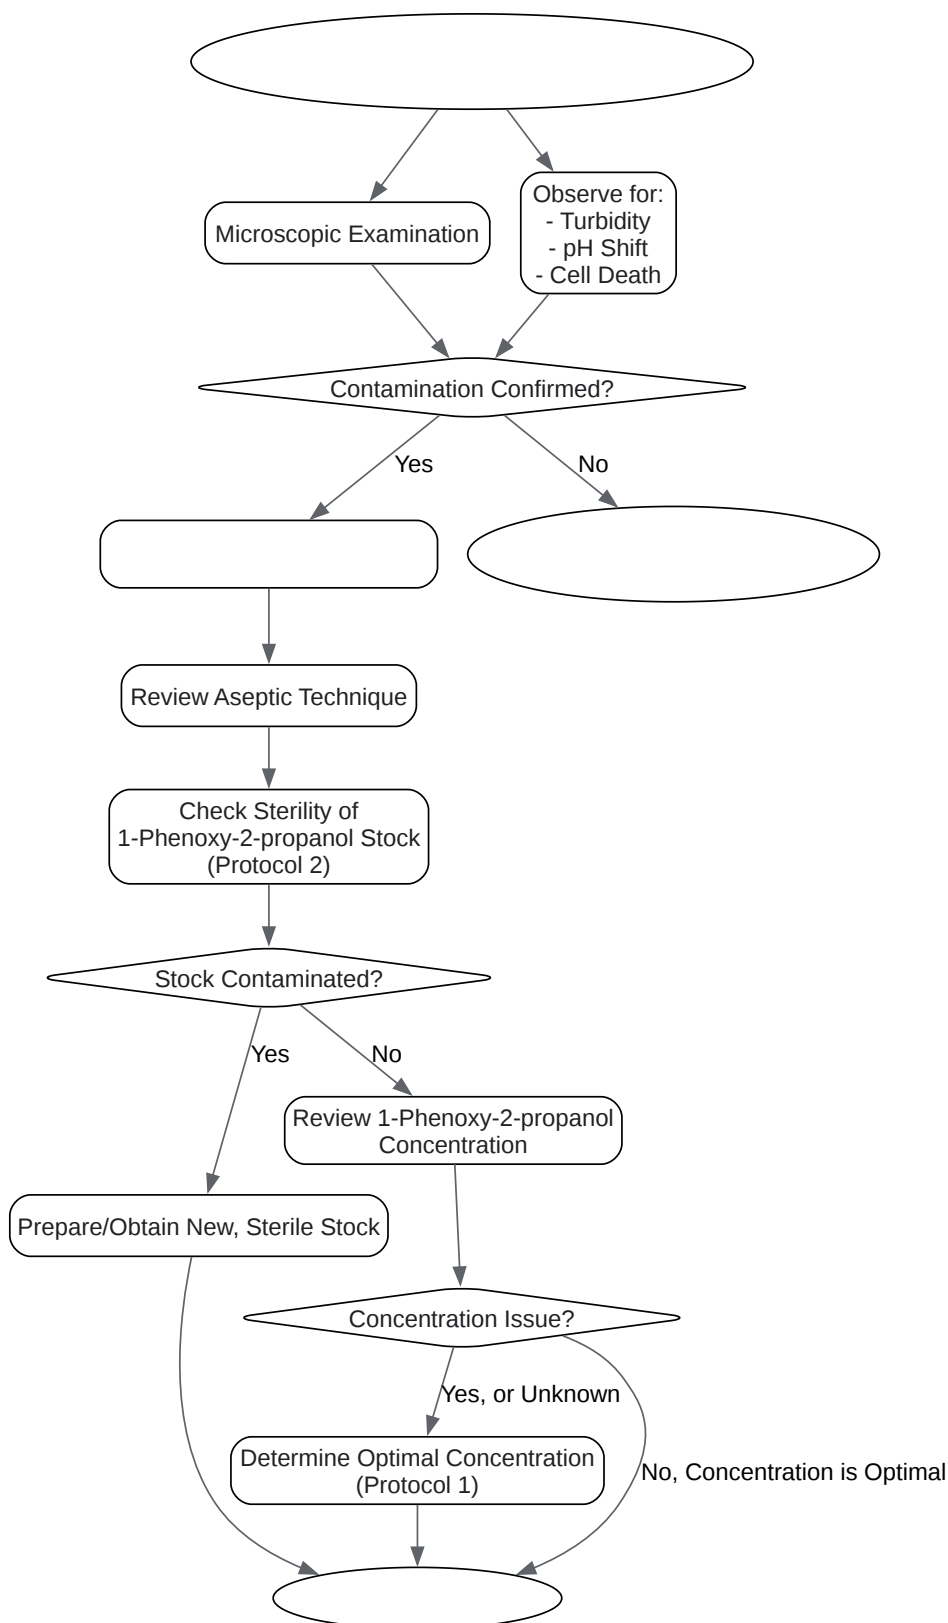 Microscopic Examination
Observe for:
- Turbidity
- pH Shift
- Cell Death
Contamination Confirmed?
Yes
No
Review Aseptic Technique
Check Sterility of
1-Phenoxy-2-propanol Stock
(Protocol 2)
Stock Contaminated?
Yes
No
Review 1-Phenoxy-2-propanol
Concentration
Prepare/Obtain New, Sterile Stock
Concentration Issue?
Yes, or Unknown
Determine Optimal Concentration
(Protocol 1)
No, Concentration is Optimal